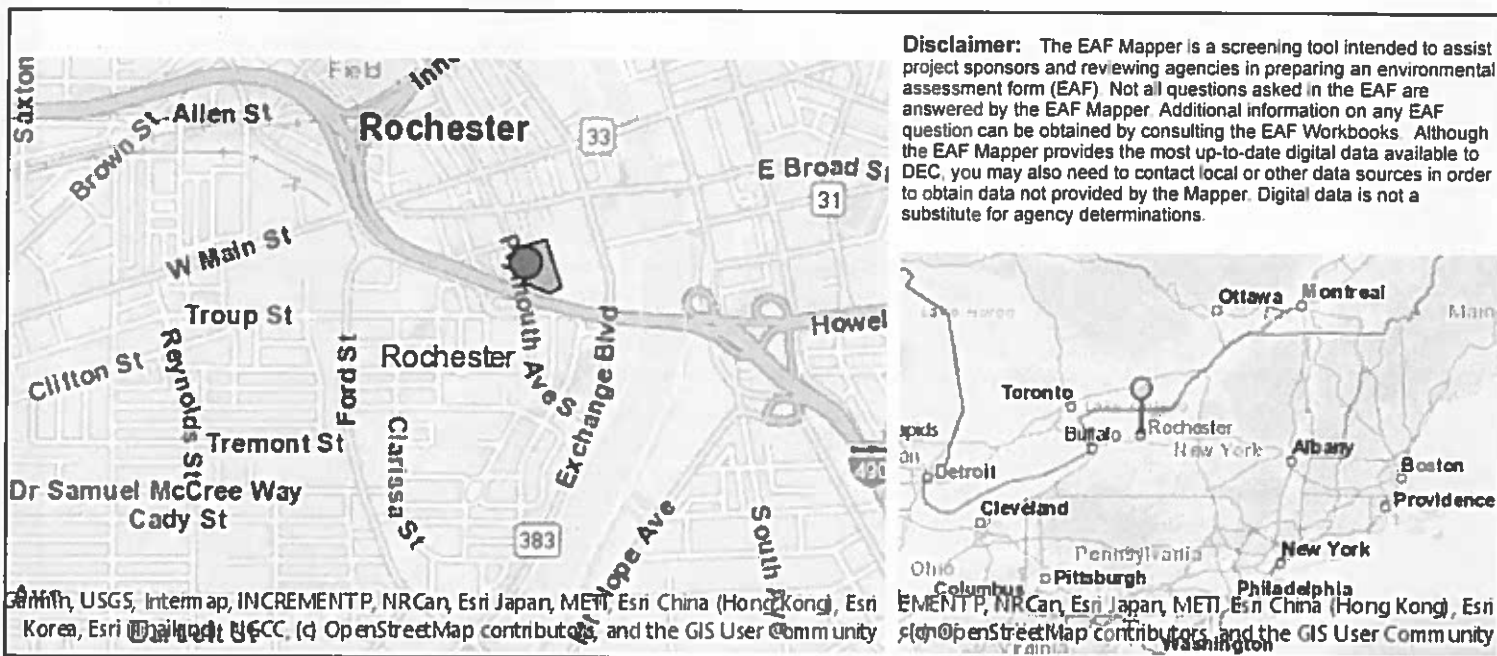 Disclaimer: The EAF Mapper is a screening tool intended to assist
project sponsors and reviewing agencies in preparing an environmental
assessment form (EAF). Not all questions asked in the EAF are
answered by the EAF Mapper. Additional information on any EAF
question can be obtained by consulting the EAF Workbooks. Although
the EAF Mapper provides the most up-to-date digital data available to
DEC, you may also need to contact local or other data sources in order
to obtain data not provided by the Mapper. Digital data is not a
substitute for agency determinations.
Saxton
Field
Inn
Allen St
Brown St
Rochester
33
E Broad St
31
W Main St
Plymouth Ave S
Troup St
Howel
Reynolds St
Ford St
Rochester
Exchange Blvd
Clifton St
Tremont St
Clarissa St
490
Dr Samuel McCree Way
Cady St
383
Hope Ave
South
Garmin, USGS, Intermap, INCREMENT P, NRCan, Esri Japan, METI, Esri China (Hong Kong), Esri
Korea, Esri (Thailand), NGCC, (c) OpenStreetMap contributors, and the GIS User Community
Ottawa
Montreal
Toronto
Rochester
Buffalo
New York
Albany
apids
Detroit
Boston
Providence
Cleveland
Pennsylvania
New York
Ohio
Columbus
Pittsburgh
Philadelphia
EMENT P, NRCan, Esri Japan, METI, Esri China (Hong Kong), Esri
(c) OpenStreetMap contributors, and the GIS User Community
Virginia
Washington